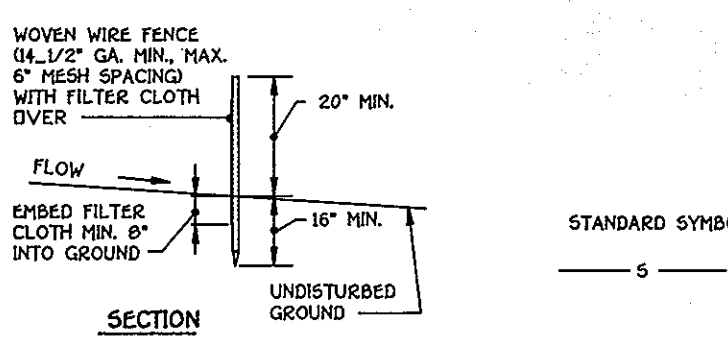 WOVEN WIRE FENCE
(14_1/2" GA. MIN., MAX.
6" MESH SPACING)
WITH FILTER CLOTH
OVER
20" MIN.
FLOW
EMBED FILTER
CLOTH MIN. 8"
INTO GROUND
16" MIN.
UNDISTURBED
GROUND
SECTION
STANDARD SYMBO
S